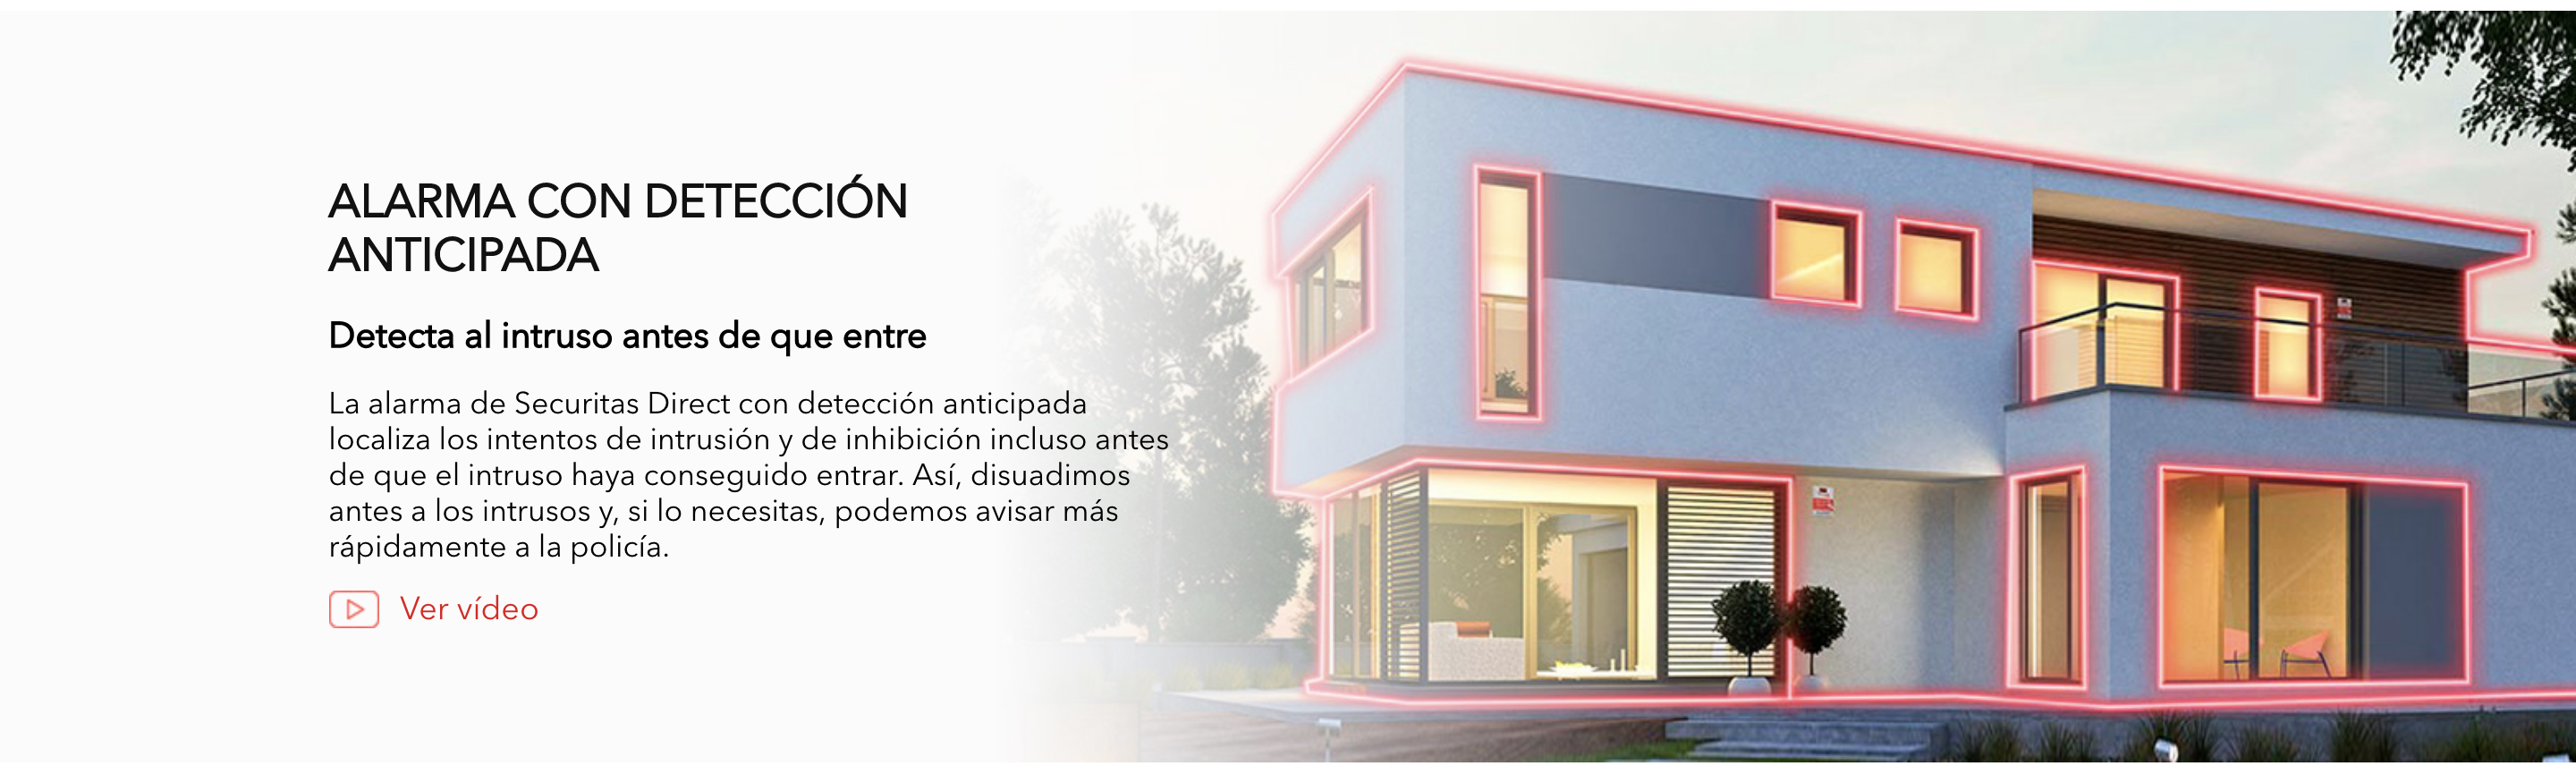 ALARMA CON DETECCIÓN
ANTICIPADA
Detecta al intruso antes de que entre
La alarma de Securitas Direct con detección anticipada
localiza los intentos de intrusión y de inhibición incluso antes
de que el intruso haya conseguido entrar. Así, disuadimos
antes a los intrusos y, si lo necesitas, podemos avisar más
rápidamente a la policía.
Ver vídeo